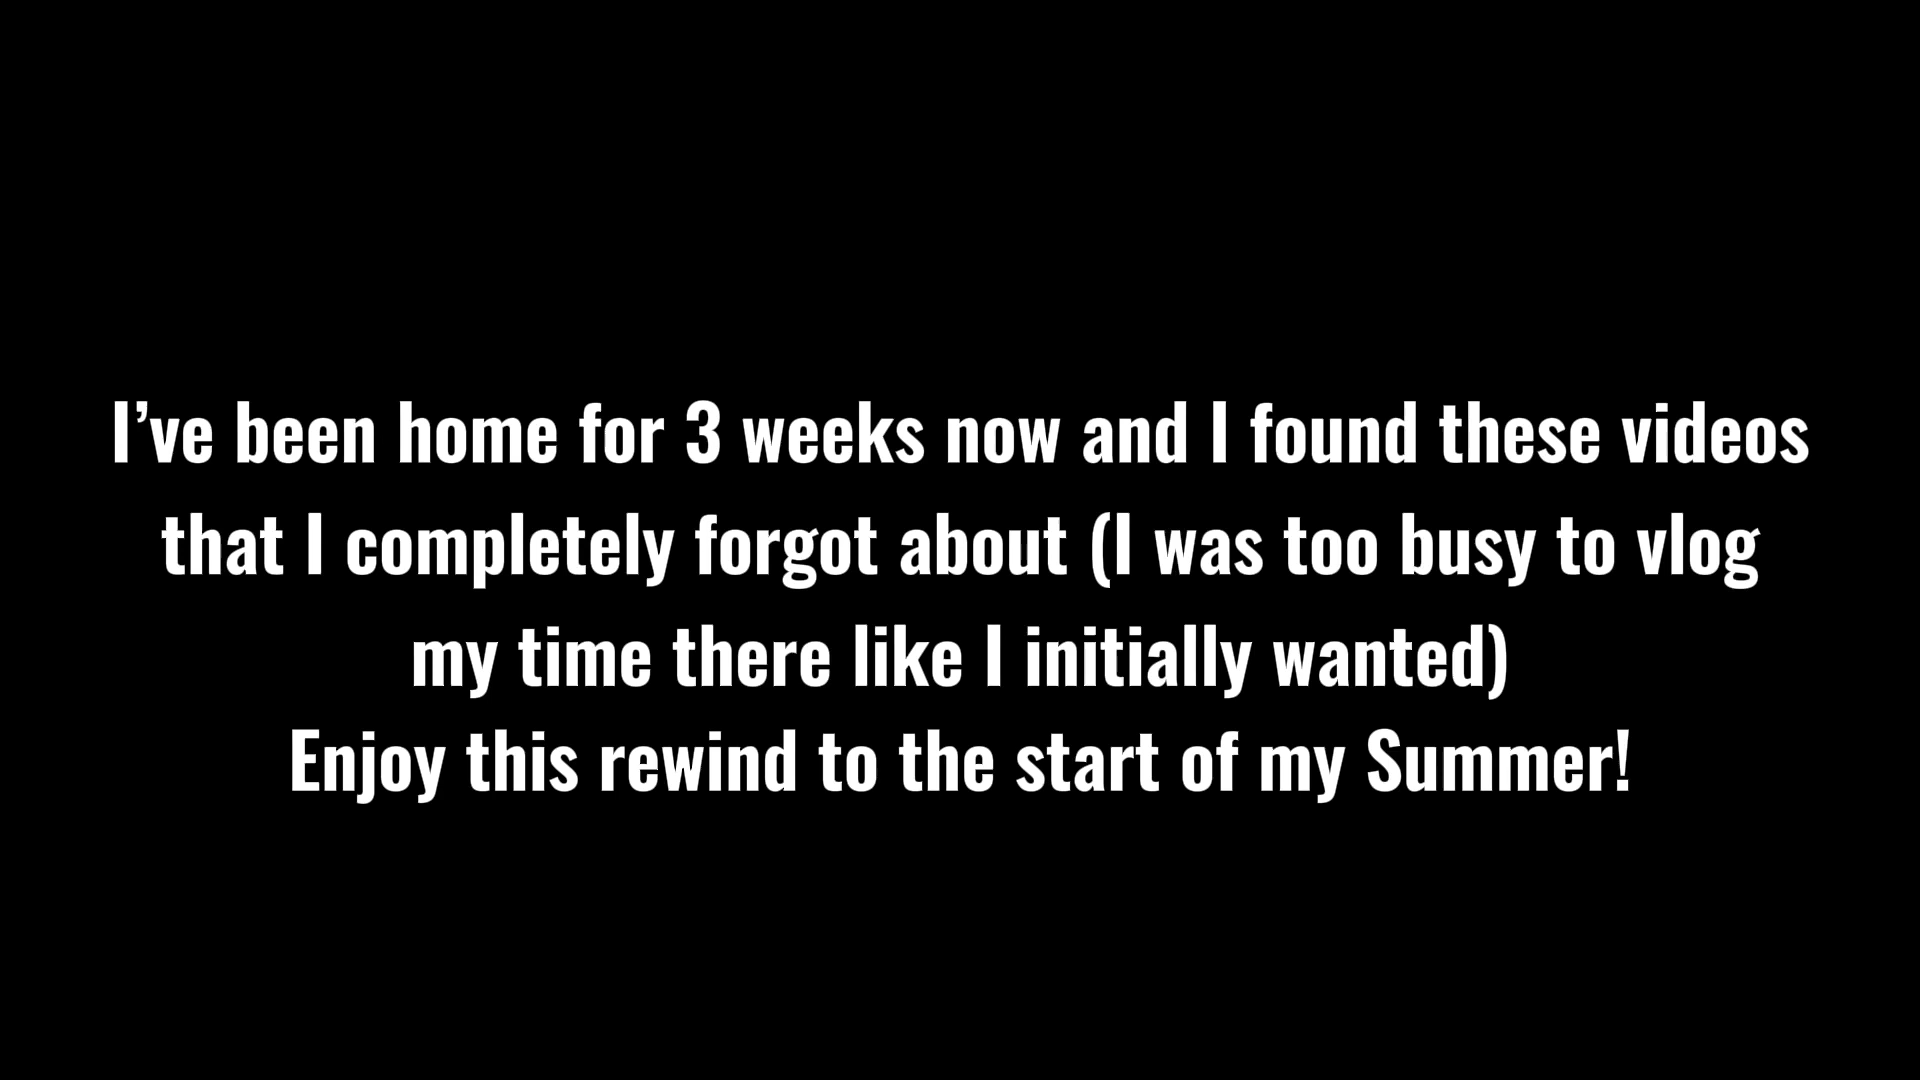 I’ve been home for 3 weeks now and I found these videos
that I completely forgot about (I was too busy to vlog
my time there like I initially wanted)
Enjoy this rewind to the start of my Summer!